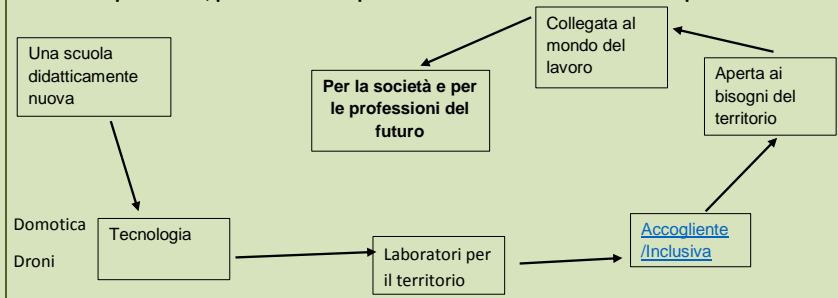 Una scuola
didatticamente
nuova
Tecnologia
Domotica
Droni
Laboratori per
il territorio
Accogliente
/Inclusiva
Aperta ai
bisogni del
territorio
Collegata al
mondo del
lavoro
Per la società e per
le professioni del
futuro